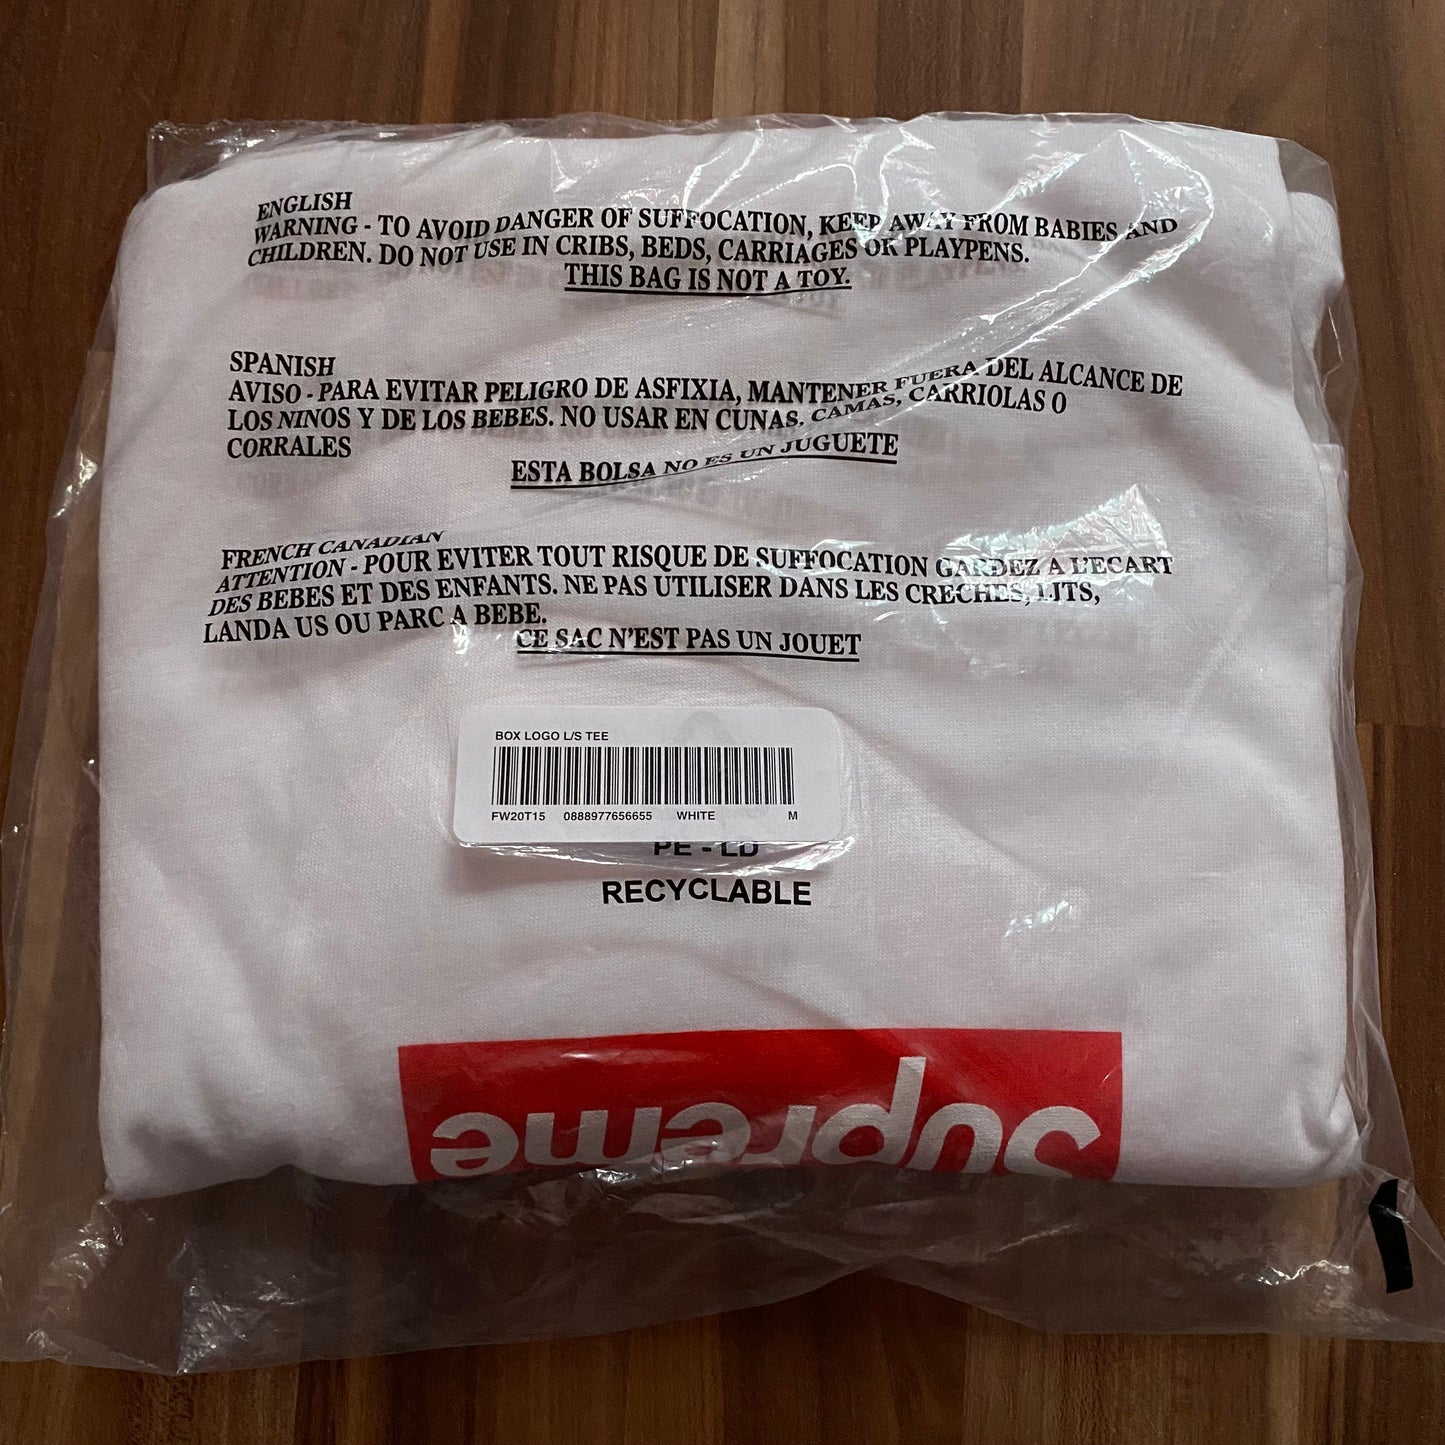 ENGLISH
WARNING - TO AVOID DANGER OF SUFFOCATION, KEEP AWAY FROM BABIES AND
CHILDREN. DO NOT USE IN CRIBS, BEDS, CARRIAGES OR PLAYPENS.
THIS BAG IS NOT A TOY.
SPANISH
AVISO - PARA EVITAR PELIGRO DE ASFIXIA, MANTENER FUERA DEL ALCANCE DE
LOS NINOS Y DE LOS BEBES. NO USAR EN CUNAS, CAMAS, CARRIOLAS O
CORRALES
ESTA BOLSA NO ES UN JUGUETE
FRENCH CANADIAN
ATTENTION - POUR EVITER TOUT RISQUE DE SUFFOCATION GARDEZ A L'ECART
DES BEBES ET DES ENFANTS. NE PAS UTILISER DANS LES CRECHES, LITS,
LANDA US OU PARC A BEBE.
CE SAC N'EST PAS UN JOUET
BOX LOGO L/S TEE
FW20T15 0888977656655 WHITE M
PE - LD
RECYCLABLE
Supreme